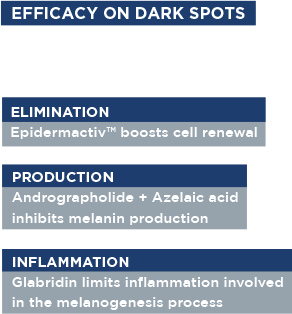 EFFICACY ON DARK SPOTS
ELIMINATION
Epidermactiv™ boosts cell renewal
PRODUCTION
Andrographolide + Azelaic acid
inhibits melanin production
INFLAMMATION
Glabridin limits inflammation involved
in the melanogenesis process